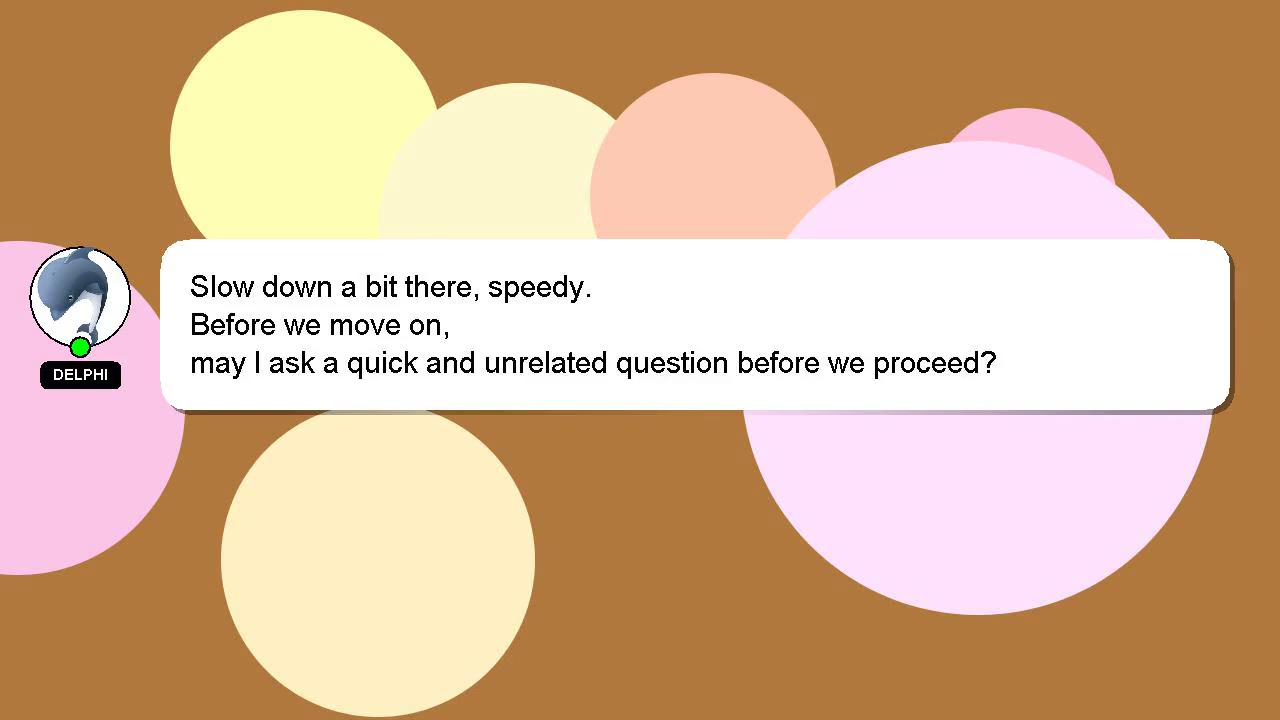 Slow down a bit there, speedy.
Before we move on,
may I ask a quick and unrelated question before we proceed?
DELPHI